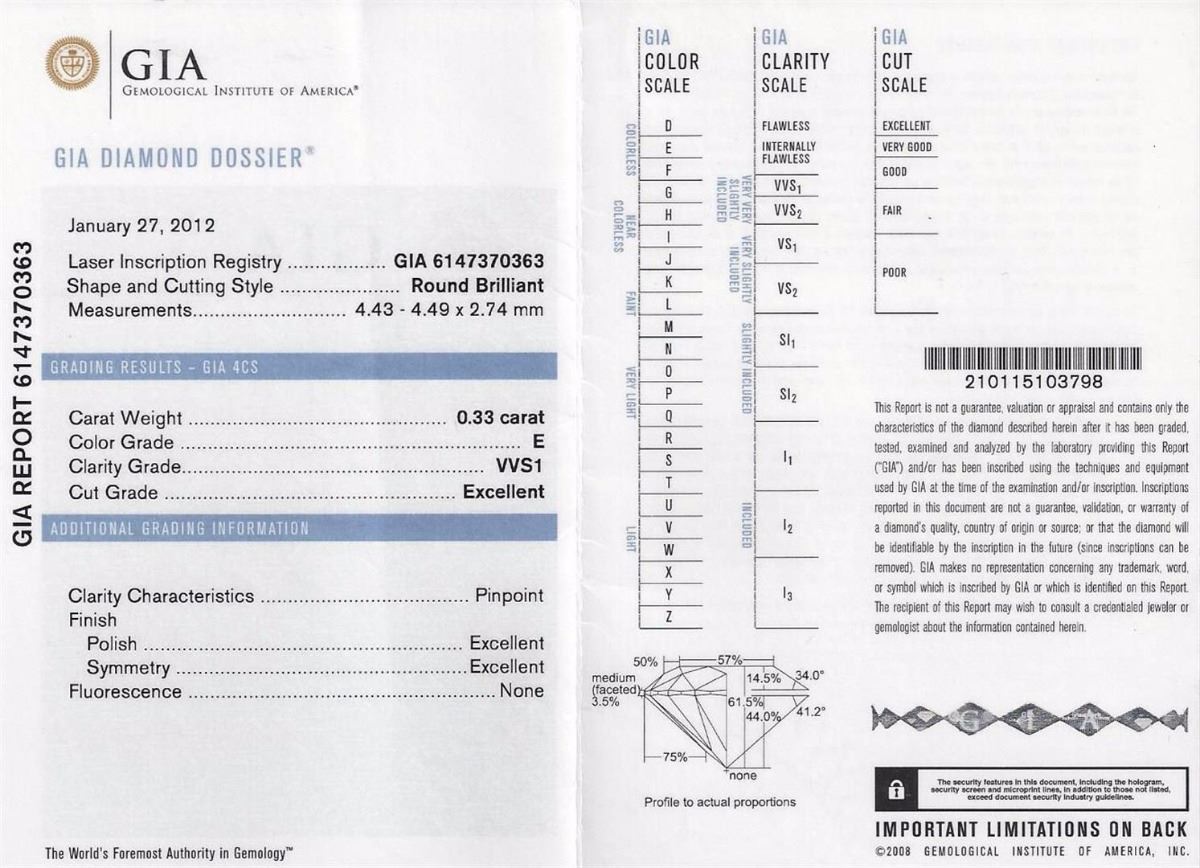 GIA
GEMOLOGICAL INSTITUTE OF AMERICA®
GIA DIAMOND DOSSIER®
January 27, 2012
Laser Inscription Registry .................. GIA 6147370363
Shape and Cutting Style ...................... Round Brilliant
Measurements............................ 4.43 - 4.49 x 2.74 mm
GRADING RESULTS – GIA 4CS
Carat Weight ............................................... 0.33 carat
Color Grade ............................................................. E
Clarity Grade....................................................... VVS1
Cut Grade ...................................................... Excellent
ADDITIONAL GRADING INFORMATION
Clarity Characteristics ...................................... Pinpoint
Finish
Polish ........................................................... Excellent
Symmetry ..................................................... Excellent
Fluorescence ..................................................... None
The World's Foremost Authority in Gemology™
GIA REPORT 6147370363
GIA
COLOR
SCALE
COLORLESS
NEAR
COLORLESS
FAINT
VERY LIGHT
LIGHT
D
E
F
G
H
I
J
K
L
M
N
O
P
Q
R
S
T
U
V
W
X
Y
Z
GIA
CLARITY
SCALE
FLAWLESS
INTERNALLY
FLAWLESS
VERY VERY
SLIGHTLY
INCLUDED
VVS1
VVS2
VERY SLIGHTLY
INCLUDED
VS1
VS2
SLIGHTLY INCLUDED
SI1
SI2
INCLUDED
I1
I2
I3
GIA
CUT
SCALE
EXCELLENT
VERY GOOD
GOOD
FAIR
POOR
50%
57%
medium
(faceted)
3.5%
14.5%
34.0°
61.5%
44.0%
41.2°
75%
none
Profile to actual proportions
210115103798
This Report is not a guarantee, valuation or appraisal and contains only the
characteristics of the diamond described herein after it has been graded,
tested, examined and analyzed by the laboratory providing this Report
("GIA") and/or has been inscribed using the techniques and equipment
used by GIA at the time of the examination and/or inscription. Inscriptions
reported in this document are not a guarantee, validation, or warranty of
a diamond's quality, country of origin or source; or that the diamond will
be identifiable by the inscription in the future (since inscriptions can be
removed). GIA makes no representation concerning any trademark, word,
or symbol which is inscribed by GIA or which is identified on this Report.
The recipient of this Report may wish to consult a credentialed jeweler or
gemologist about the information contained herein.
G I A
The security features in this document, including the hologram,
security screen and microprint lines, in addition to those not listed,
exceed document security industry guidelines.
IMPORTANT LIMITATIONS ON BACK
©2008 GEMOLOGICAL INSTITUTE OF AMERICA, INC.